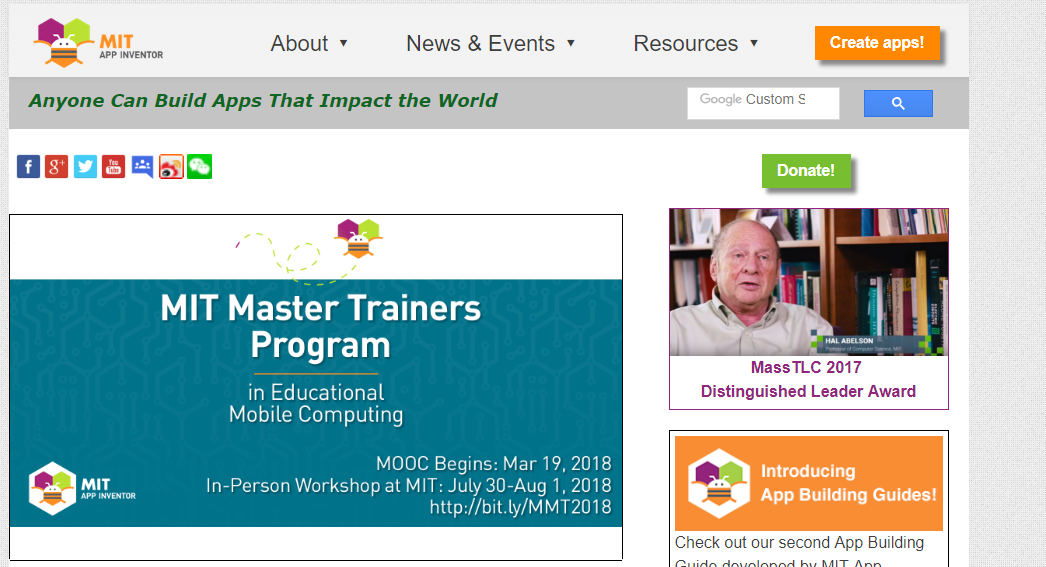 MIT
APP INVENTOR
About ▼
News & Events ▼
Resources ▼
Create apps!
Anyone Can Build Apps That Impact the World
Google Custom S
f
g+
You
Tube
Donate!
MIT Master Trainers
Program
in Educational
Mobile Computing
MOOC Begins: Mar 19, 2018
In-Person Workshop at MIT: July 30-Aug 1, 2018
http://bit.ly/MMT2018
MIT
APP INVENTOR
HAL ABELSON
Professor of Computer Science, MIT
MassTLC 2017
Distinguished Leader Award
Introducing
App Building Guides!
Check out our second App Building
Guide developed by MIT App